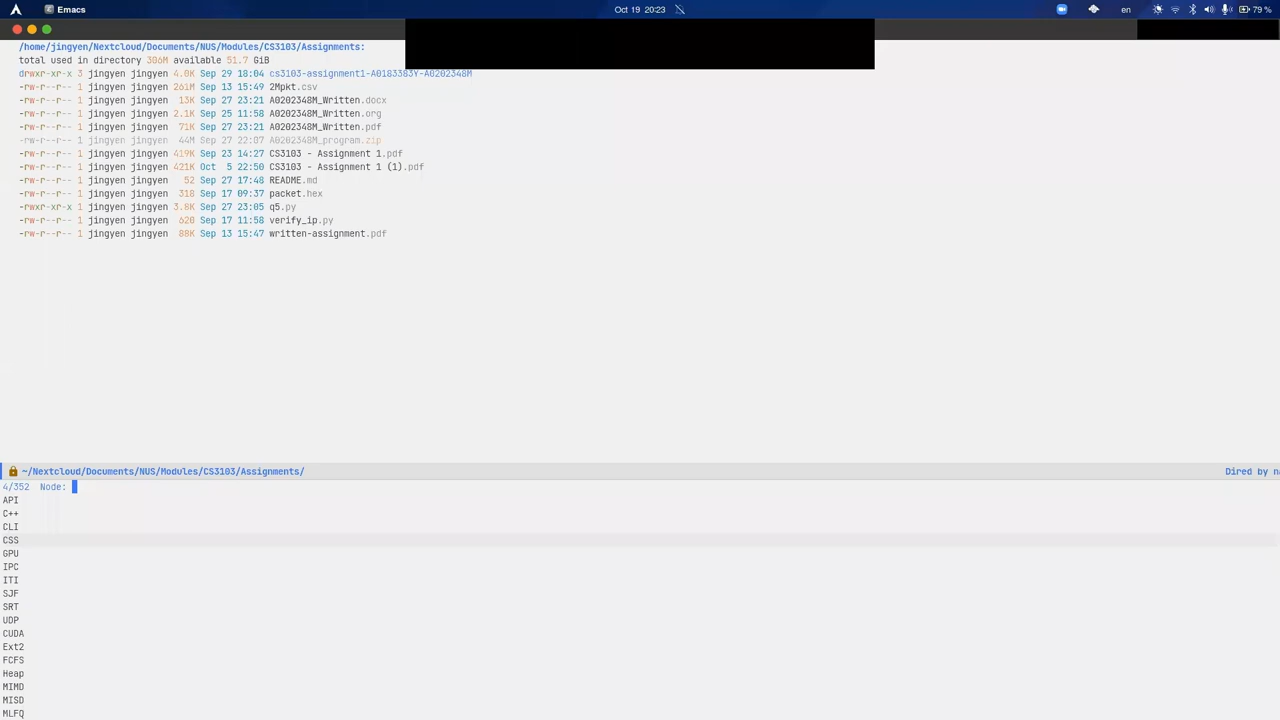 Emacs
Oct 19 20:23
en
79 %
/home/jingyen/Nextcloud/Documents/NUS/Modules/CS3103/Assignments:
total used in directory 306M available 51.7 GiB
drwxr-xr-x 3 jingyen jingyen 4.0K Sep 29 18:04 cs3103-assignment1-A0183383Y-A0202348M
-rw-r--r-- 1 jingyen jingyen 261M Sep 13 15:49 2Mpkt.csv
-rw-r--r-- 1 jingyen jingyen 13K Sep 27 23:21 A0202348M_Written.docx
-rw-r--r-- 1 jingyen jingyen 2.1K Sep 25 11:58 A0202348M_Written.org
-rw-r--r-- 1 jingyen jingyen 71K Sep 27 23:21 A0202348M_Written.pdf
-rw-r--r-- 1 jingyen jingyen 44M Sep 27 22:07 A0202348M_program.zip
-rw-r--r-- 1 jingyen jingyen 419K Sep 23 14:27 CS3103 - Assignment 1.pdf
-rw-r--r-- 1 jingyen jingyen 421K Oct 5 22:50 CS3103 - Assignment 1 (1).pdf
-rw-r--r-- 1 jingyen jingyen 52 Sep 27 17:48 README.md
-rw-r--r-- 1 jingyen jingyen 318 Sep 17 09:37 packet.hex
-rwxr-xr-x 1 jingyen jingyen 3.8K Sep 27 23:05 q5.py
-rw-r--r-- 1 jingyen jingyen 620 Sep 17 11:58 verify_ip.py
-rw-r--r-- 1 jingyen jingyen 88K Sep 13 15:47 written-assignment.pdf
~/Nextcloud/Documents/NUS/Modules/CS3103/Assignments/
Dired by na
4/352 Node:
API
C++
CLI
CSS
GPU
IPC
ITI
SJF
SRT
UDP
CUDA
Ext2
FCFS
Heap
MIMD
MISD
MLFQ